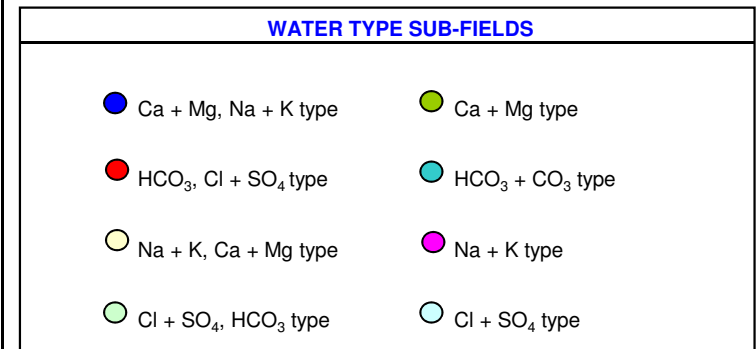 WATER TYPE SUB-FIELDS
Ca + Mg, Na + K type
Ca + Mg type
HCO₃, Cl + SO₄ type
HCO₃ + CO₃ type
Na + K, Ca + Mg type
Na + K type
Cl + SO₄, HCO₃ type
Cl + SO₄ type